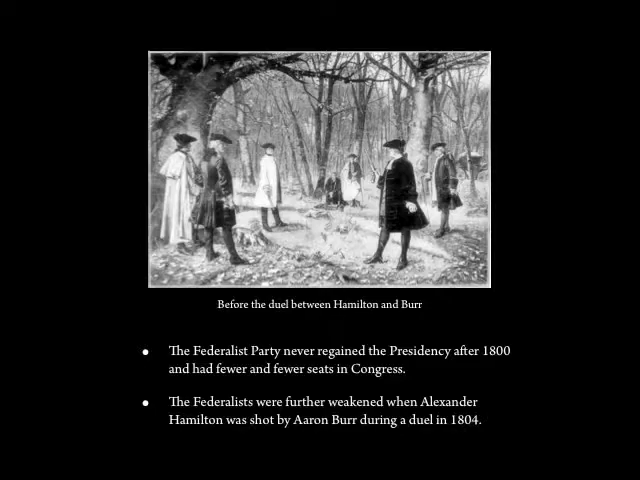 Before the duel between Hamilton and Burr
• The Federalist Party never regained the Presidency after 1800
and had fewer and fewer seats in Congress.
• The Federalists were further weakened when Alexander
Hamilton was shot by Aaron Burr during a duel in 1804.